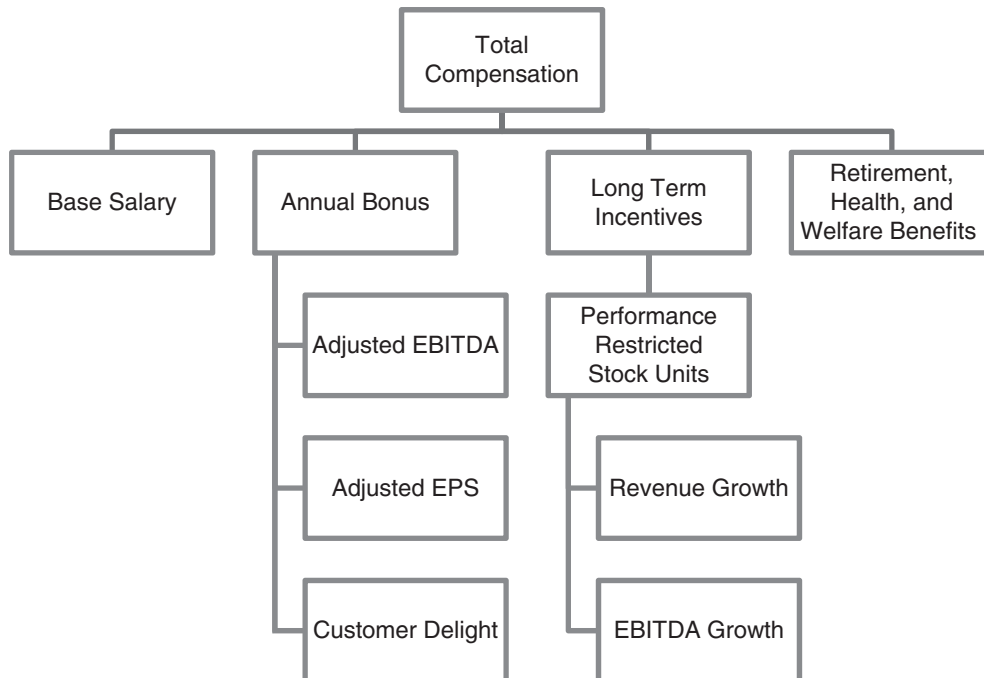 Total
Compensation
Base Salary
Annual Bonus
Long Term
Incentives
Retirement,
Health, and
Welfare Benefits
Adjusted EBITDA
Performance
Restricted
Stock Units
Adjusted EPS
Revenue Growth
Customer Delight
EBITDA Growth